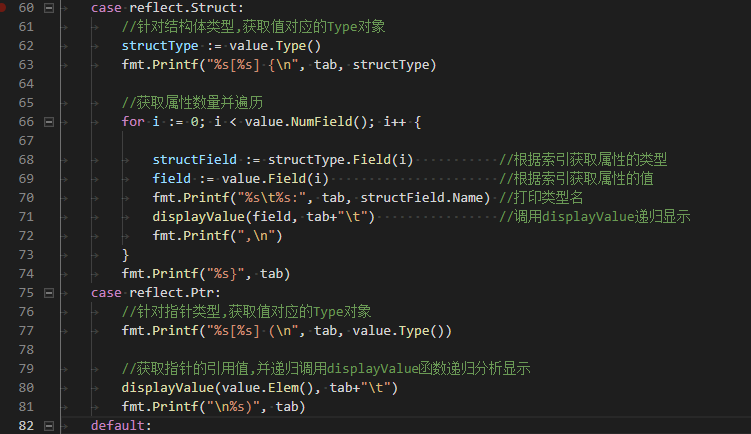 60 case reflect.Struct:
61 //针对结构体类型,获取值对应的Type对象
62 structType := value.Type()
63 fmt.Printf("%s[%s] {\n", tab, structType)
64
65 //获取属性数量并遍历
66 for i := 0; i < value.NumField(); i++ {
67
68 structField := structType.Field(i) //根据索引获取属性的类型
69 field := value.Field(i) //根据索引获取属性的值
70 fmt.Printf("%s\t%s:", tab, structField.Name) //打印类型名
71 displayValue(field, tab+"\t") //调用displayValue递归显示
72 fmt.Printf(",\n")
73 }
74 fmt.Printf("%s}", tab)
75 case reflect.Ptr:
76 //针对指针类型,获取值对应的Type对象
77 fmt.Printf("%s[%s] (\n", tab, value.Type())
78
79 //获取指针的引用值,并递归调用displayValue函数递归分析显示
80 displayValue(value.Elem(), tab+"\t")
81 fmt.Printf("\n%s)", tab)
82 default: